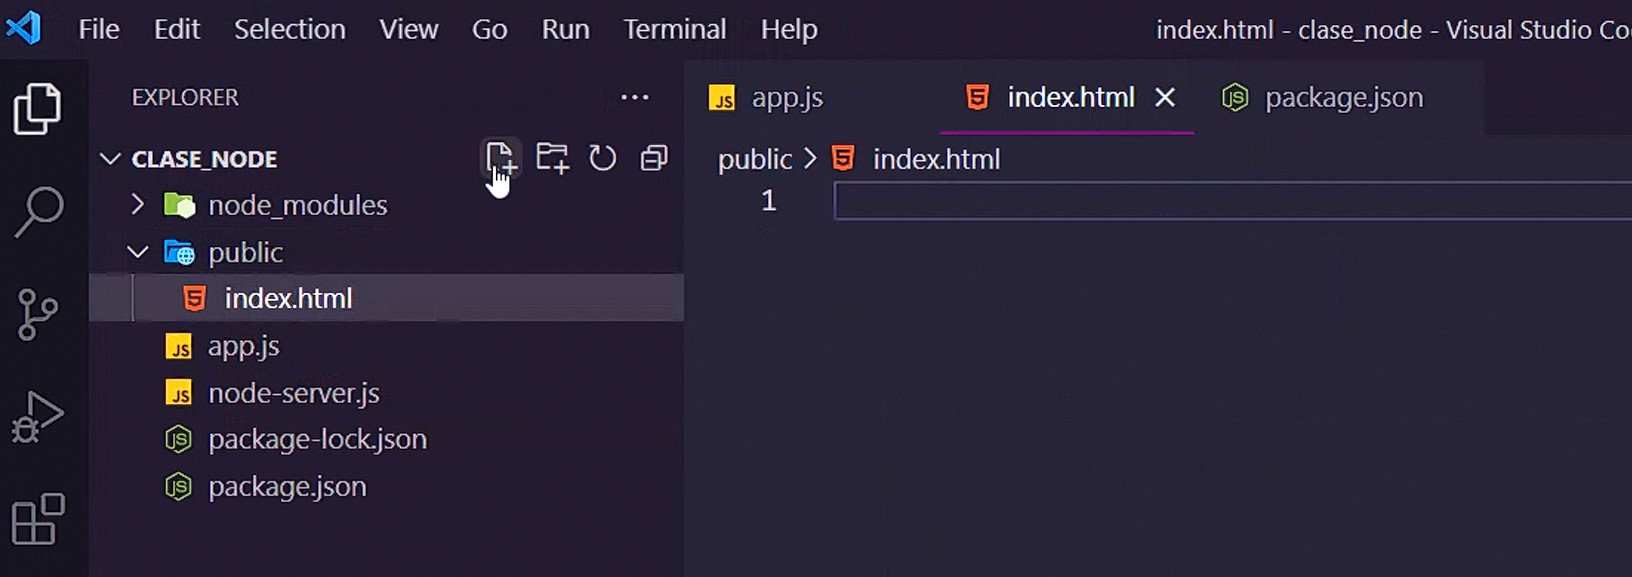 File Edit Selection View Go Run Terminal Help index.html - clase_node - Visual Studio Co
EXPLORER
CLASE_NODE
node_modules
public
index.html
app.js
node-server.js
package-lock.json
package.json
app.js index.html package.json
public > index.html
1